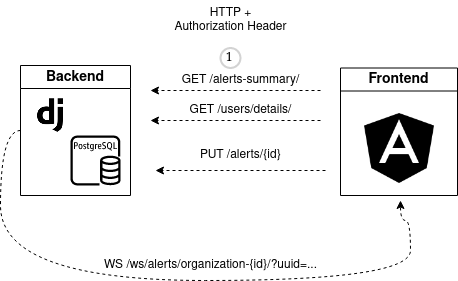 HTTP +
Authorization Header
1
Backend
GET /alerts-summary/
Frontend
dj
GET /users/details/
PostgreSQL
A
PUT /alerts/{id}
WS /ws/alerts/organization-{id}/?uuid=...